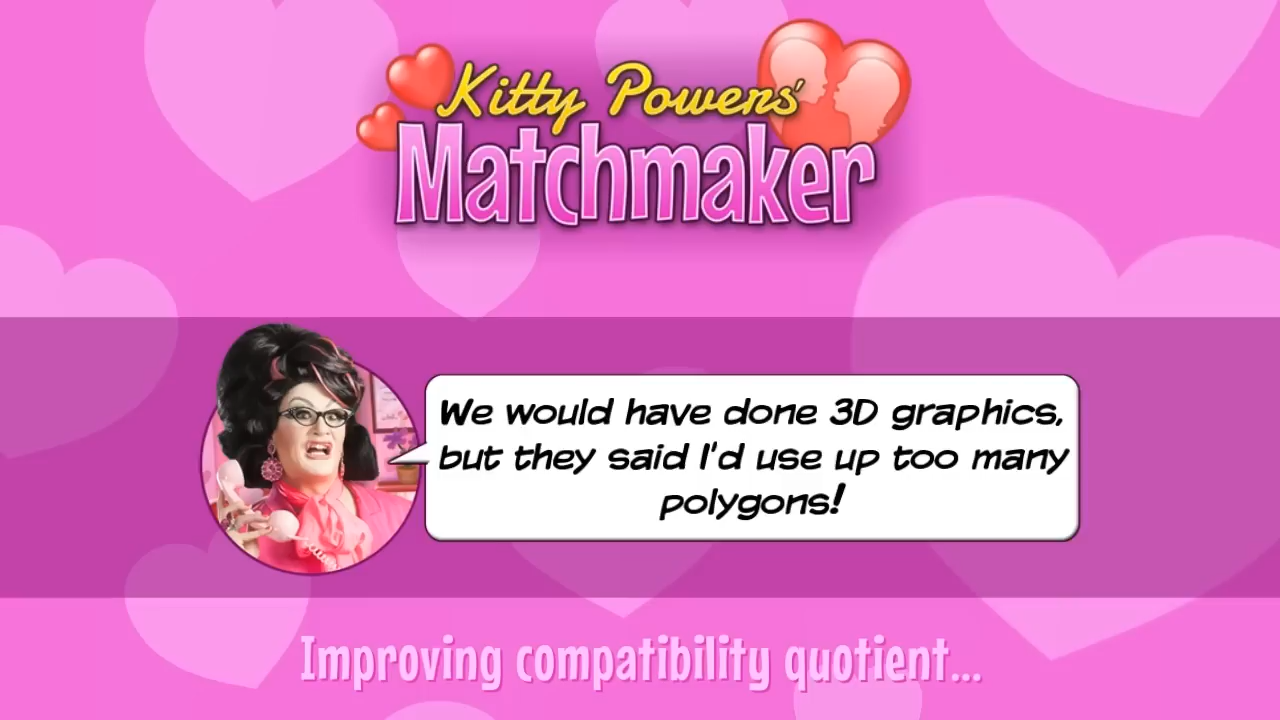 Kitty Powers'
Matchmaker
We would have done 3D graphics,
but they said I'd use up too many
polygons!
Improving compatibility quotient...